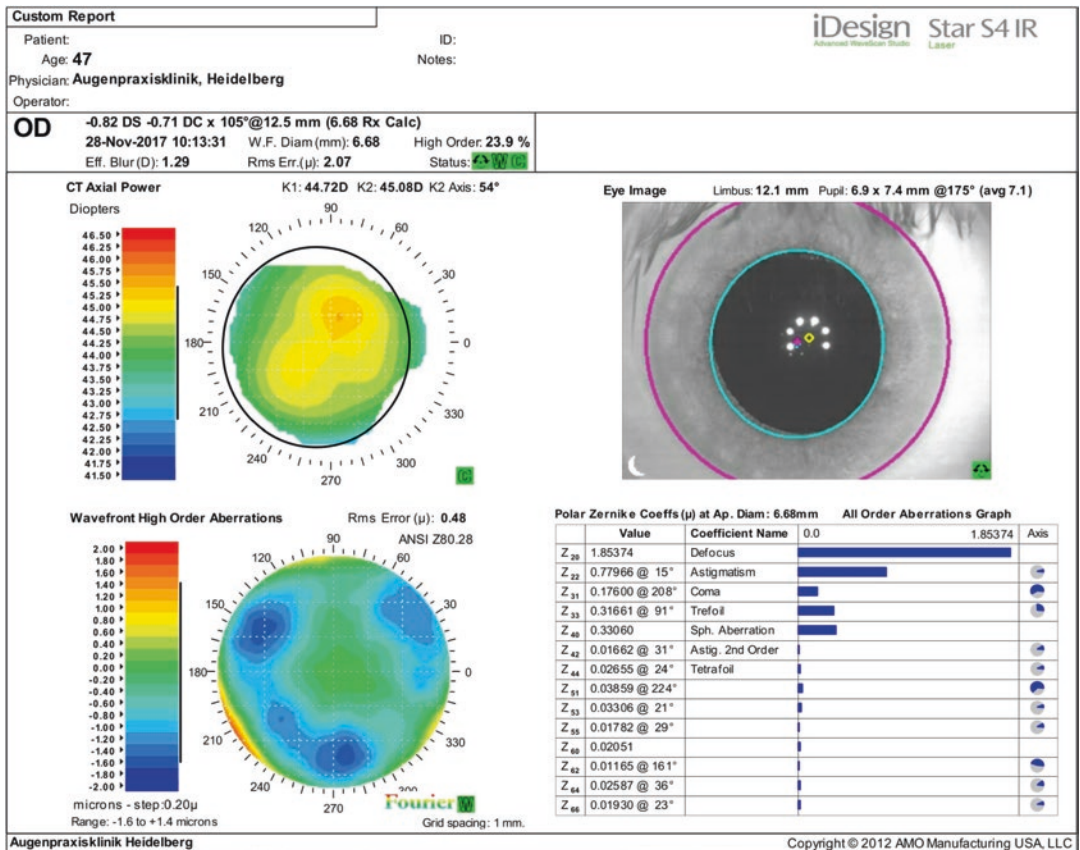 Custom Report
iDesign Star S4 IR
Advanced WaveScan Studio Laser
Patient: ID:
Age: 47 Notes:
Physician: Augenpraxisklinik, Heidelberg
Operator:
OD -0.82 DS -0.71 DC x 105°@12.5 mm (6.68 Rx Calc)
28-Nov-2017 10:13:31 W.F. Diam(mm): 6.68 High Order: 23.9 %
Eff. Blur(D): 1.29 Rms Err.(µ): 2.07 Status: W C
CT Axial Power K1: 44.72D K2: 45.08D K2 Axis: 54°
Diopters
46.50
46.25
46.00
45.75
45.50
45.25
45.00
44.75
44.50
44.25
44.00
43.75
43.50
43.25
43.00
42.75
42.50
42.25
42.00
41.75
41.50
90
120 60
150 30
180 0
210 330
240 300
270
C
Eye Image Limbus: 12.1 mm Pupil: 6.9 x 7.4 mm @175° (avg 7.1)
Wavefront High Order Aberrations Rms Error (µ): 0.48
ANSI Z80.28
2.00
1.80
1.60
1.40
1.20
1.00
0.80
0.60
0.40
0.20
0.00
-0.20
-0.40
-0.60
-0.80
-1.00
-1.20
-1.40
-1.60
-1.80
-2.00
90
120 60
150 30
180 0
210 330
240
270
Fourier W
microns - step:0.20µ
Range: -1.6 to +1.4 microns
Grid spacing: 1 mm.
Polar Zernike Coeffs(µ) at Ap. Diam: 6.68mm All Order Aberrations Graph
Value Coefficient Name 0.0 1.85374 Axis
Z20 1.85374 Defocus
Z22 0.77966 @ 15° Astigmatism
Z31 0.17600 @ 208° Coma
Z33 0.31661 @ 91° Trefoil
Z40 0.33060 Sph. Aberration
Z42 0.01662 @ 31° Astig. 2nd Order
Z44 0.02655 @ 24° Tetrafoil
Z51 0.03859 @ 224°
Z53 0.03306 @ 21°
Z55 0.01782 @ 29°
Z60 0.02051
Z62 0.01165 @ 161°
Z64 0.02587 @ 36°
Z66 0.01930 @ 23°
Augenpraxisklinik Heidelberg Copyright © 2012 AMO Manufacturing USA, LLC